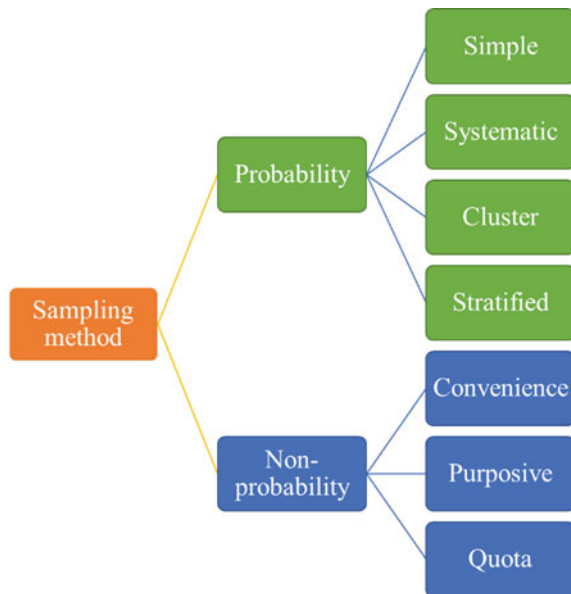 Sampling
method
Probability
Simple
Systematic
Cluster
Stratified
Non-
probability
Convenience
Purposive
Quota